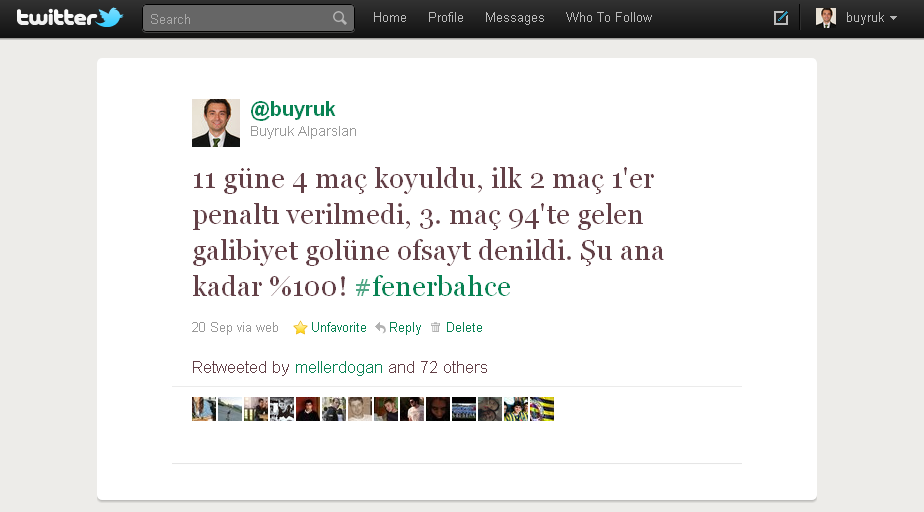 twitter
Search
Home Profile Messages Who To Follow
buyruk
@buyruk
Buyruk Alparslan
11 güne 4 maç koyuldu, ilk 2 maç 1'er
penaltı verilmedi, 3. maç 94'te gelen
galibiyet golüne ofsayt denildi. Şu ana
kadar %100! #fenerbahce
20 Sep via web Unfavorite Reply Delete
Retweeted by mellerdogan and 72 others